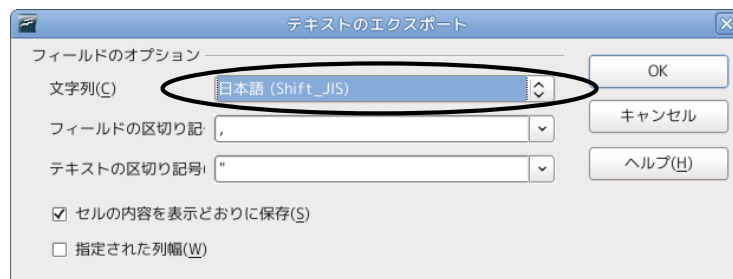 テキストのエクスポート
フィールドのオプション
文字列(C) 日本語 (Shift_JIS)
フィールドの区切り記 ,
テキストの区切り記号( "
セルの内容を表示どおりに保存(S)
指定された列幅(W)
OK
キャンセル
ヘルプ(H)